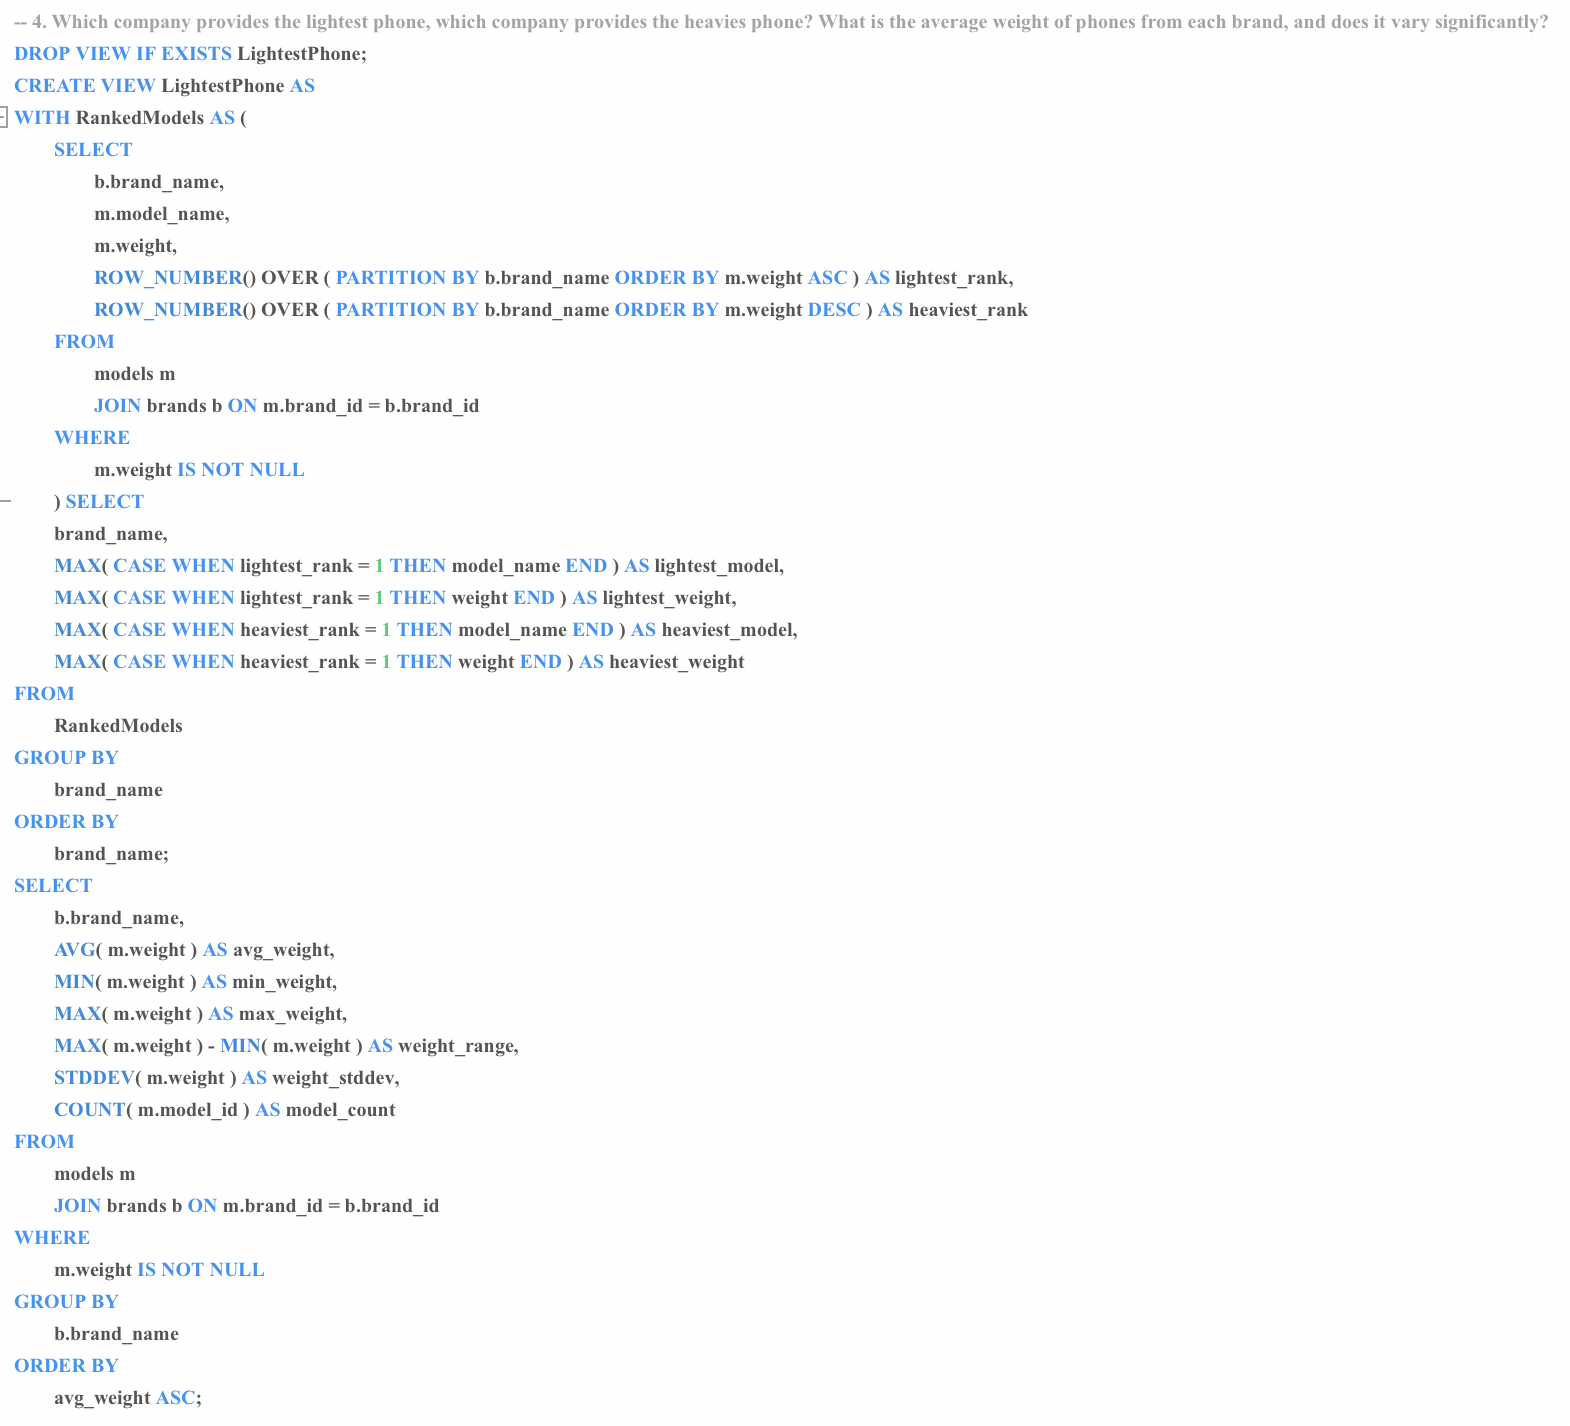 -- 4. Which company provides the lightest phone, which company provides the heavies phone? What is the average weight of phones from each brand, and does it vary significantly?
DROP VIEW IF EXISTS LightestPhone;
CREATE VIEW LightestPhone AS
WITH RankedModels AS (
SELECT
b.brand_name,
m.model_name,
m.weight,
ROW_NUMBER() OVER ( PARTITION BY b.brand_name ORDER BY m.weight ASC ) AS lightest_rank,
ROW_NUMBER() OVER ( PARTITION BY b.brand_name ORDER BY m.weight DESC ) AS heaviest_rank
FROM
models m
JOIN brands b ON m.brand_id = b.brand_id
WHERE
m.weight IS NOT NULL
) SELECT
brand_name,
MAX( CASE WHEN lightest_rank = 1 THEN model_name END ) AS lightest_model,
MAX( CASE WHEN lightest_rank = 1 THEN weight END ) AS lightest_weight,
MAX( CASE WHEN heaviest_rank = 1 THEN model_name END ) AS heaviest_model,
MAX( CASE WHEN heaviest_rank = 1 THEN weight END ) AS heaviest_weight
FROM
RankedModels
GROUP BY
brand_name
ORDER BY
brand_name;
SELECT
b.brand_name,
AVG( m.weight ) AS avg_weight,
MIN( m.weight ) AS min_weight,
MAX( m.weight ) AS max_weight,
MAX( m.weight ) - MIN( m.weight ) AS weight_range,
STDDEV( m.weight ) AS weight_stddev,
COUNT( m.model_id ) AS model_count
FROM
models m
JOIN brands b ON m.brand_id = b.brand_id
WHERE
m.weight IS NOT NULL
GROUP BY
b.brand_name
ORDER BY
avg_weight ASC;